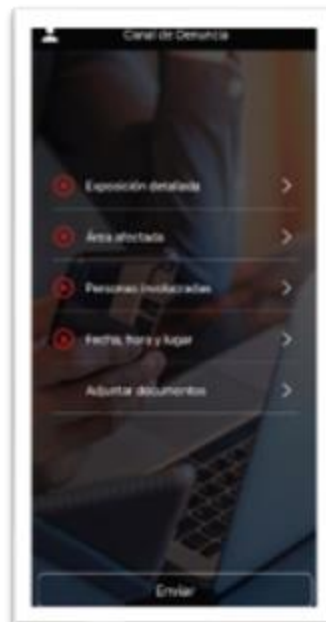 Canal de Denuncia
Exposición detallada
Área afectada
Personas involucradas
Fecha, hora y lugar
Adjuntar documentos
Enviar